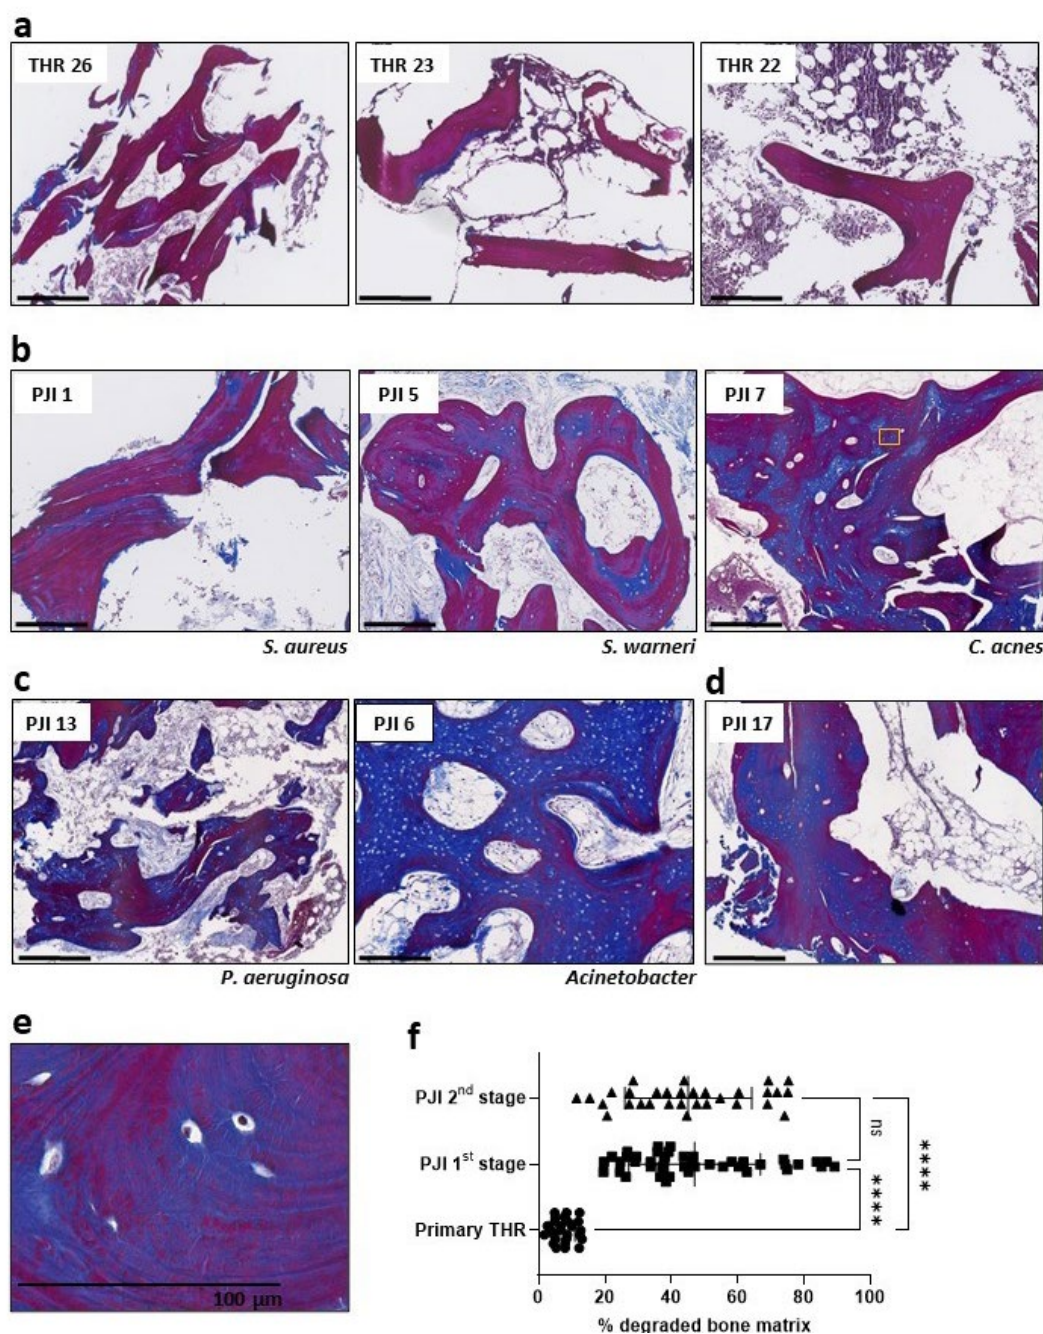 a
THR 26
THR 23
THR 22
b
PJI 1
PJI 5
PJI 7
S. aureus
S. warneri
C. acnes
c
d
PJI 13
PJI 6
PJI 17
P. aeruginosa
Acinetobacter
e
100 µm
f
PJI 2nd stage
PJI 1st stage
Primary THR
ns
****
****
0 20 40 60 80 100
% degraded bone matrix